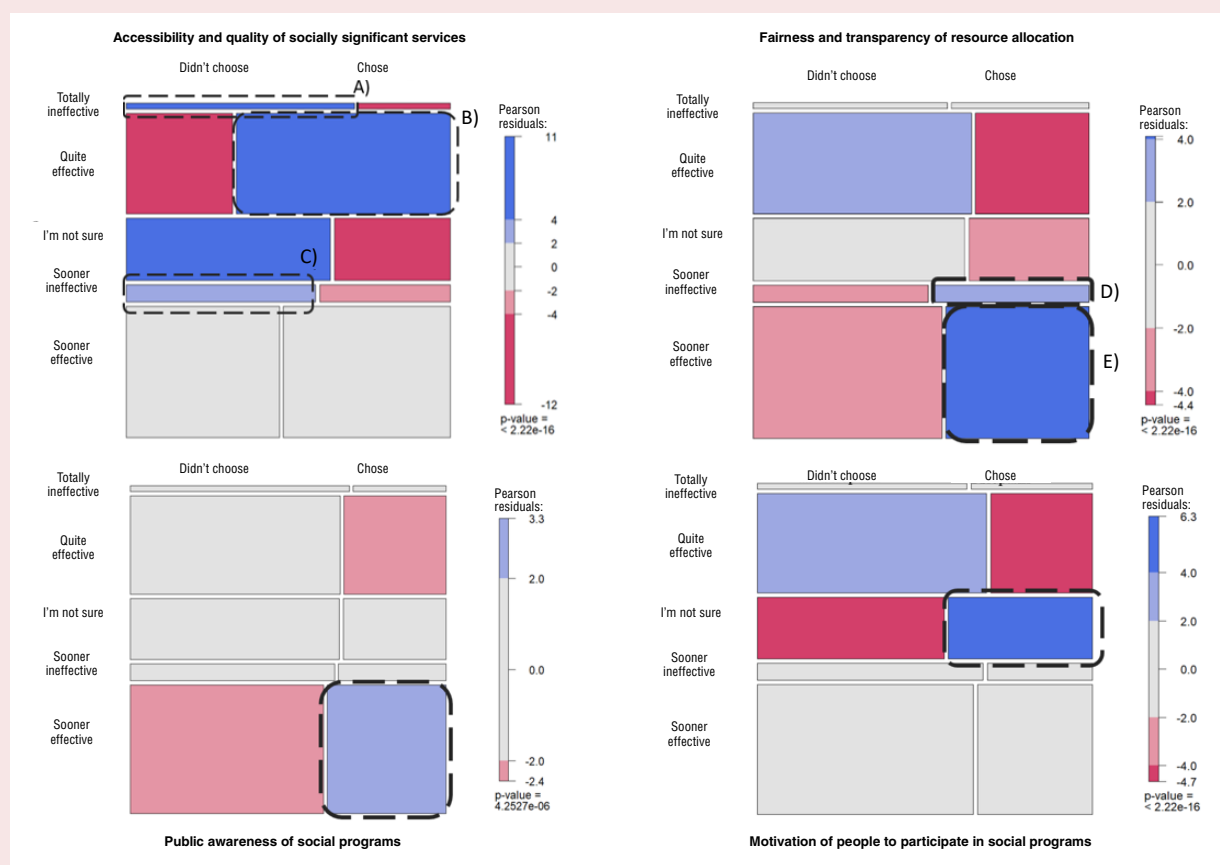 Accessibility and quality of socially significant services
Didn't choose
Chose
A)
B)
C)
Totally
ineffective
Quite
effective
I'm not sure
Sooner
ineffective
Sooner
effective
Pearson
residuals:
11
4
2
0
-2
-4
-12
p-value =
< 2.22e-16
Fairness and transparency of resource allocation
Didn't choose
Chose
Totally
ineffective
Quite
effective
I'm not sure
Sooner
ineffective
Sooner
effective
D)
E)
Pearson
residuals:
4.0
2.0
0.0
-2.0
-4.0
-4.4
p-value =
< 2.22e-16
Didn't choose
Chose
Totally
ineffective
Quite
effective
I'm not sure
Sooner
ineffective
Sooner
effective
Pearson
residuals:
3.3
2.0
0.0
-2.0
-2.4
p-value =
4.2527e-06
Public awareness of social programs
Didn't choose
Chose
Totally
ineffective
Quite
effective
I'm not sure
Sooner
ineffective
Sooner
effective
Pearson
residuals:
6.3
4.0
2.0
0.0
-2.0
-4.0
-4.7
p-value =
< 2.22e-16
Motivation of people to participate in social programs